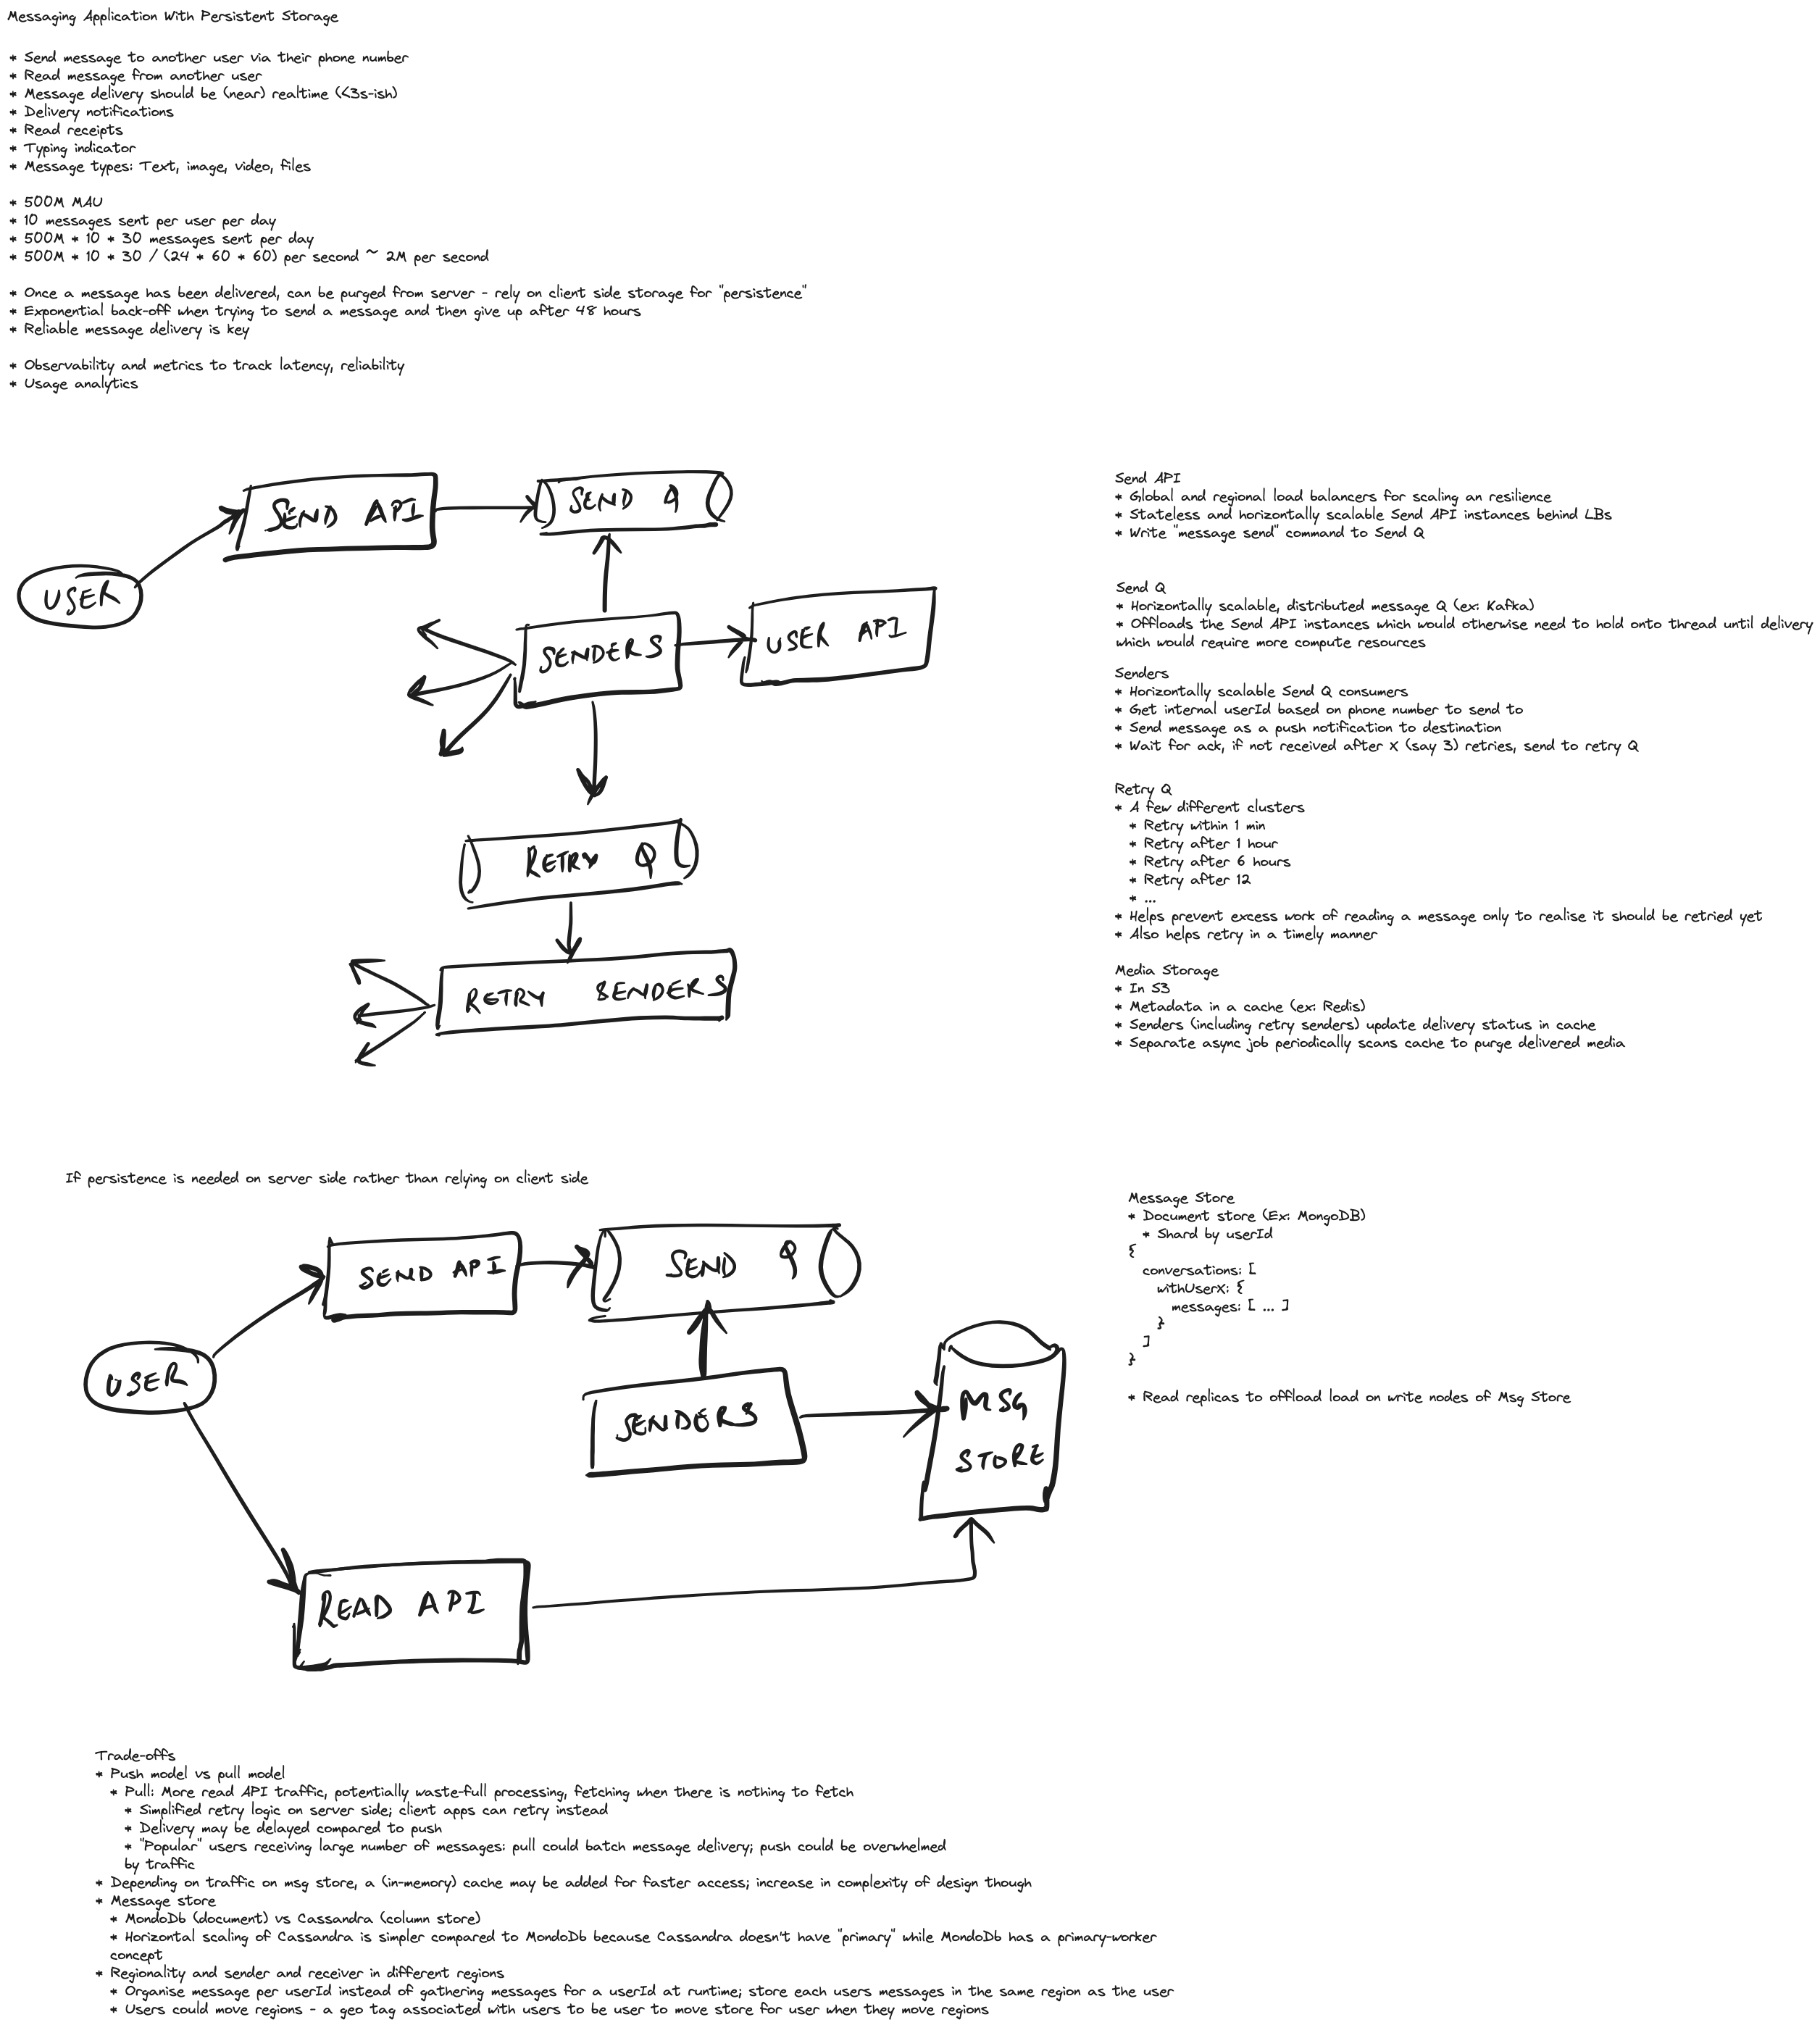 Messaging Application With Persistent Storage
* Send message to another user via their phone number
* Read message from another user
* Message delivery should be (near) realtime (<3s-ish)
* Delivery notifications
* Read receipts
* Typing indicator
* Message types: Text, image, video, files
* 500M MAU
* 10 messages sent per user per day
* 500M * 10 * 30 messages sent per day
* 500M * 10 * 30 / (24 * 60 * 60) per second ~ 2M per second
* Once a message has been delivered, can be purged from server - rely on client side storage for "persistence"
* Exponential back-off when trying to send a message and then give up after 48 hours
* Reliable message delivery is key
* Observability and metrics to track latency, reliability
* Usage analytics
USER
SEND API
SEND Q
SENDERS
USER API
RETRY Q
RETRY SENDERS
Send API
* Global and regional load balancers for scaling an resilience
* Stateless and horizontally scalable Send API instances behind LBs
* Write "message send" command to Send Q
Send Q
* Horizontally scalable, distributed message Q (ex: Kafka)
* Offloads the Send API instances which would otherwise need to hold onto thread until delivery
which would require more compute resources
Senders
* Horizontally scalable Send Q consumers
* Get internal userId based on phone number to send to
* Send message as a push notification to destination
* Wait for ack, if not received after X (say 3) retries, send to retry Q
Retry Q
* A few different clusters
* Retry within 1 min
* Retry after 1 hour
* Retry after 6 hours
* Retry after 12
* ...
* Helps prevent excess work of reading a message only to realise it should be retried yet
* Also helps retry in a timely manner
Media Storage
* In S3
* Metadata in a cache (ex: Redis)
* Senders (including retry senders) update delivery status in cache
* Separate async job periodically scans cache to purge delivered media
If persistence is needed on server side rather than relying on client side
USER
SEND API
SEND Q
SENDERS
MSG
STORE
READ API
Message Store
* Document store (Ex: MongoDB)
* Shard by userId
{
conversations: [
withUserX: {
messages: [ ... ]
}
]
}
* Read replicas to offload load on write nodes of Msg Store
Trade-offs
* Push model vs pull model
* Pull: More read API traffic, potentially waste-full processing, fetching when there is nothing to fetch
* Simplified retry logic on server side; client apps can retry instead
* Delivery may be delayed compared to push
* "Popular" users receiving large number of messages: pull could batch message delivery; push could be overwhelmed
by traffic
* Depending on traffic on msg store, a (in-memory) cache may be added for faster access; increase in complexity of design though
* Message store
* MondoDb (document) vs Cassandra (column store)
* Horizontal scaling of Cassandra is simpler compared to MondoDb because Cassandra doesn't have "primary" while MondoDb has a primary-worker
concept
* Regionality and sender and receiver in different regions
* Organise message per userId instead of gathering messages for a userId at runtime; store each users messages in the same region as the user
* Users could move regions - a geo tag associated with users to be user to move store for user when they move regions